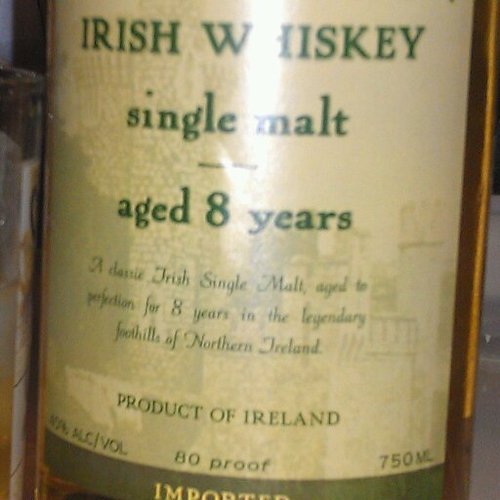 IRISH WHISKEY
single malt
aged 8 years
A classic Irish Single Malt, aged to
perfection for 8 years in the legendary
foothills of Northern Ireland.
PRODUCT OF IRELAND
40% ALC/VOL
80 proof
750ML
IMPORTED